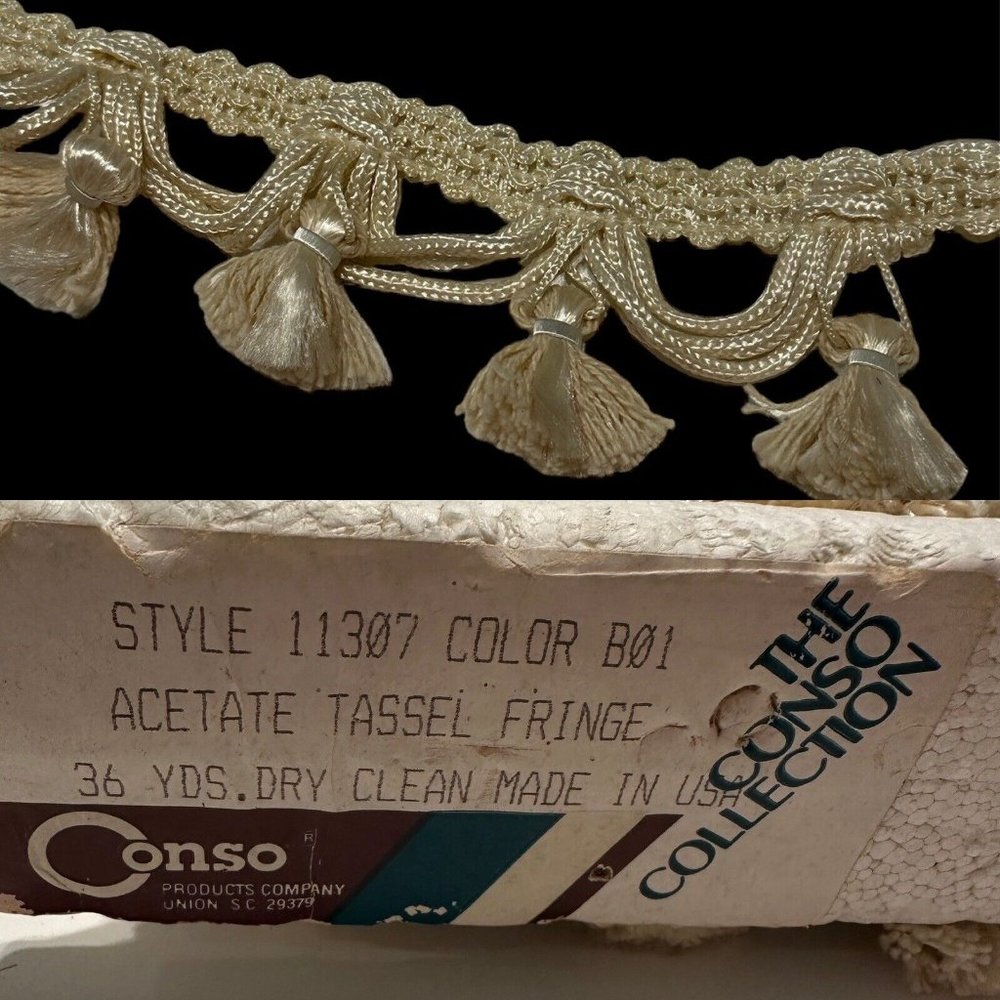 STYLE 11307 COLOR B01
ACETATE TASSEL FRINGE
36 YDS. DRY CLEAN MADE IN USA
THE
CONSO
COLLECTION
Conso ®
PRODUCTS COMPANY
UNION SC 29379